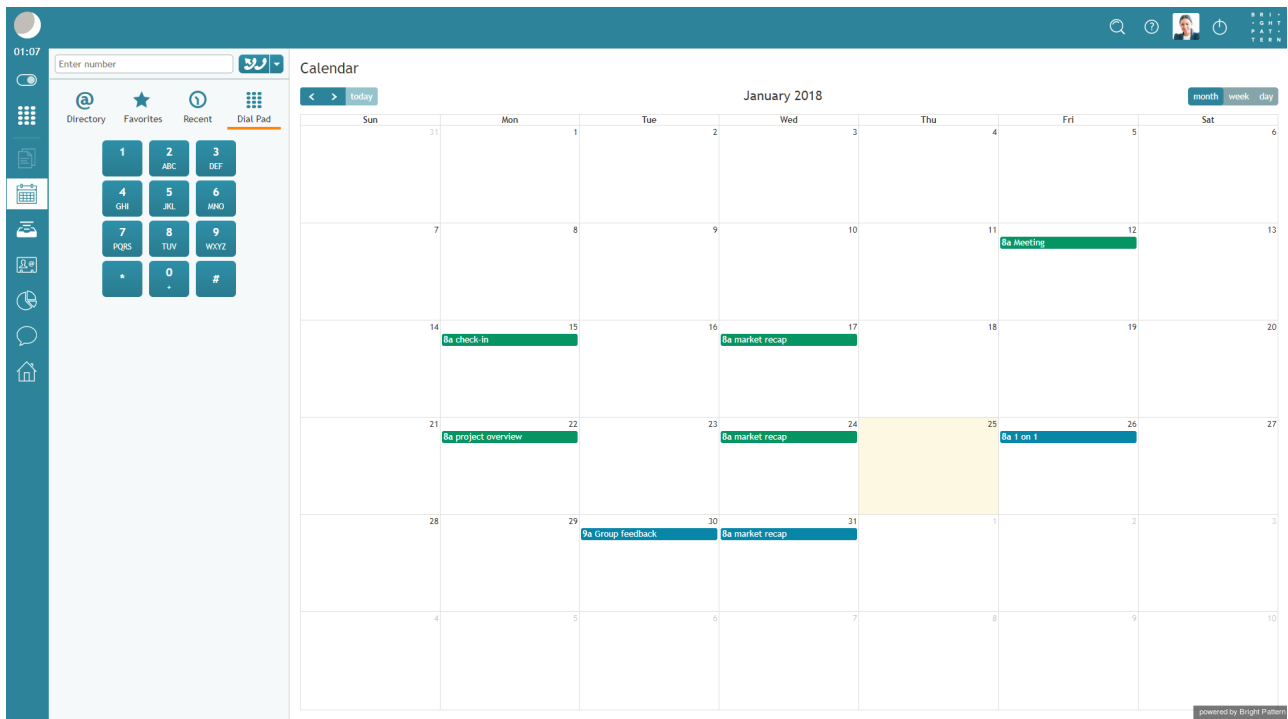 BRI·
·GHT
PAT·
TERN
01:07
Enter number
Directory Favorites Recent Dial Pad
1 2 3
ABC DEF
4 5 6
GHI JKL MNO
7 8 9
PQRS TUV WXYZ
* 0 #
+
Calendar
today
January 2018
month week day
Sun Mon Tue Wed Thu Fri Sat
31 1 2 3 4 5 6
7 8 9 10 11 12 13
8a Meeting
14 15 16 17 18 19 20
8a check-in 8a market recap
21 22 23 24 25 26 27
8a project overview 8a market recap 8a 1 on 1
28 29 30 31 1 2 3
9a Group feedback 8a market recap
4 5 6 7 8 9 10
powered by Bright Pattern